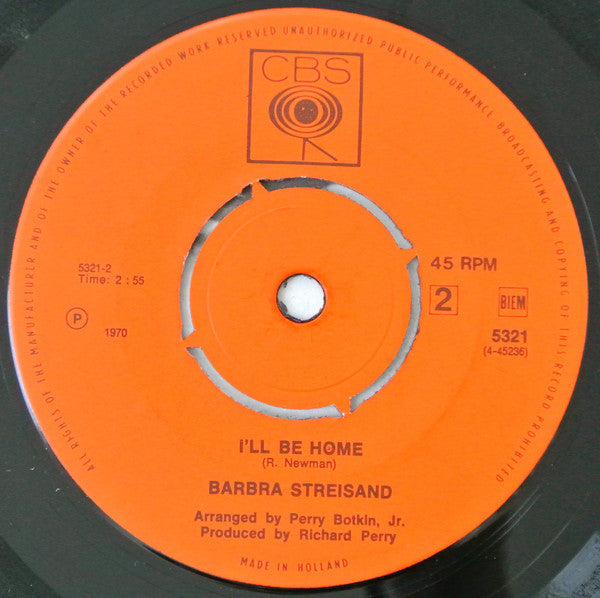 ALL RIGHTS OF THE MANUFACTURER AND OF THE OWNER OF THE RECORDED WORK RESERVED UNAUTHORIZED PUBLIC PERFORMANCE BROADCASTING AND COPYING OF THIS RECORD PROHIBITED
CBS
5321-2
Time: 2 : 55
P 1970
45 RPM
2 BIEM
5321
(4-45236)
I'LL BE HOME
(R. Newman)
BARBRA STREISAND
Arranged by Perry Botkin, Jr.
Produced by Richard Perry
MADE IN HOLLAND